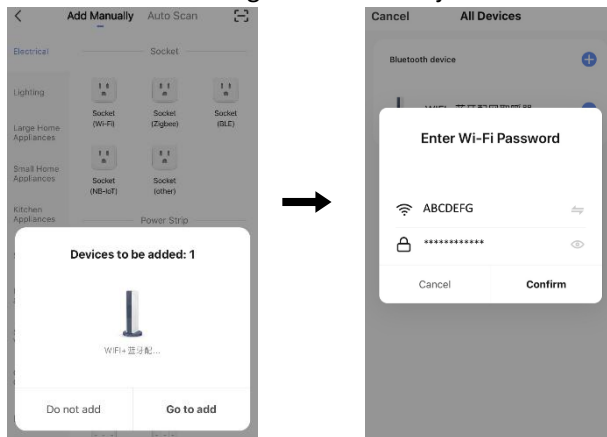 Add Manually Auto Scan
Electrical
Socket
Lighting
Socket
(Wi-Fi)
Socket
(Zigbee)
Socket
(BLE)
Large Home
Appliances
Small Home
Appliances
Socket
(NB-IoT)
Socket
(other)
Kitchen
Appliances
Power Strip
Devices to be added: 1
WIFI+蓝牙配...
Do not add
Go to add
Cancel
All Devices
Bluetooth device
Enter Wi-Fi Password
ABCDEFG
************
Cancel
Confirm